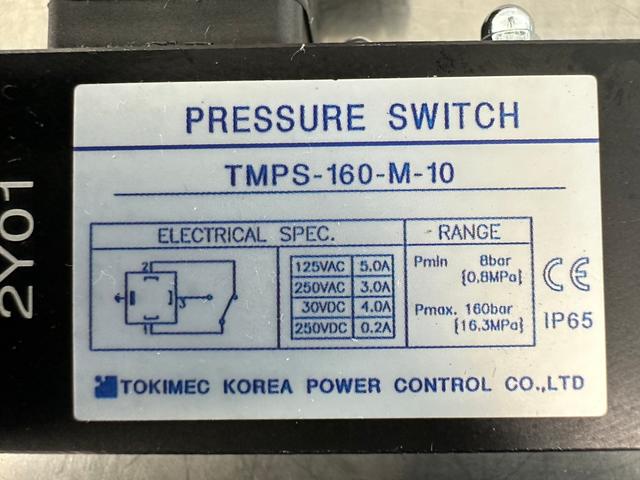 PRESSURE SWITCH
TMPS-160-M-10
ELECTRICAL SPEC.
RANGE
2
3
1
125VAC 5.0A
250VAC 3.0A
30VDC 4.0A
250VDC 0.2A
Pmin 8bar
{0,8MPa}
Pmax. 160bar
{16.3MPa}
CE
IP65
TOKIMEC KOREA POWER CONTROL CO.,LTD
2Y01